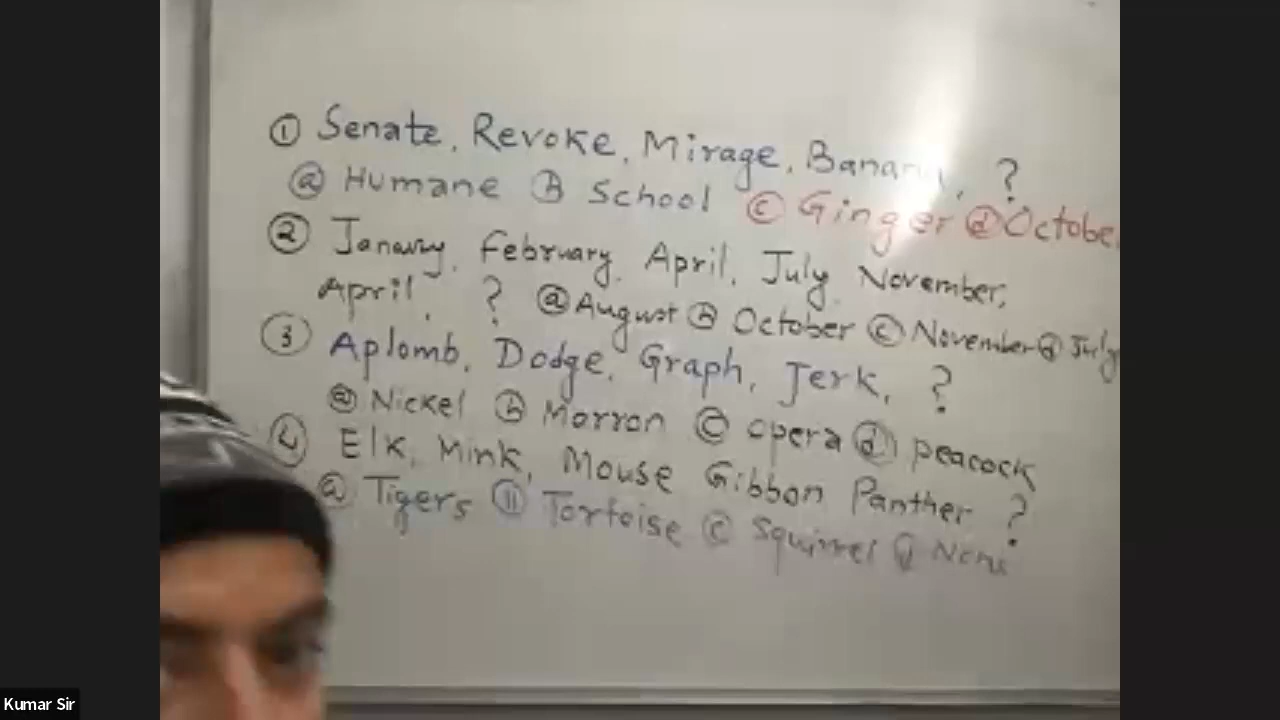 ① Senate, Revoke, Mirage, Banana, ?
ⓐ Humane ⓑ School ⓒ Ginger ⓓ October
② January, February, April, July, November,
April, ? ⓐ August ⓑ October ⓒ November ⓓ July
③ Aplomb, Dodge, Graph, Jerk, ?
ⓐ Nickel ⓑ Morron ⓒ opera ⓓ peacock
④ Elk, Mink, Mouse Gibbon Panther ?
ⓐ Tigers ⓑ Tortoise ⓒ Squirrel ⓓ
Kumar Sir